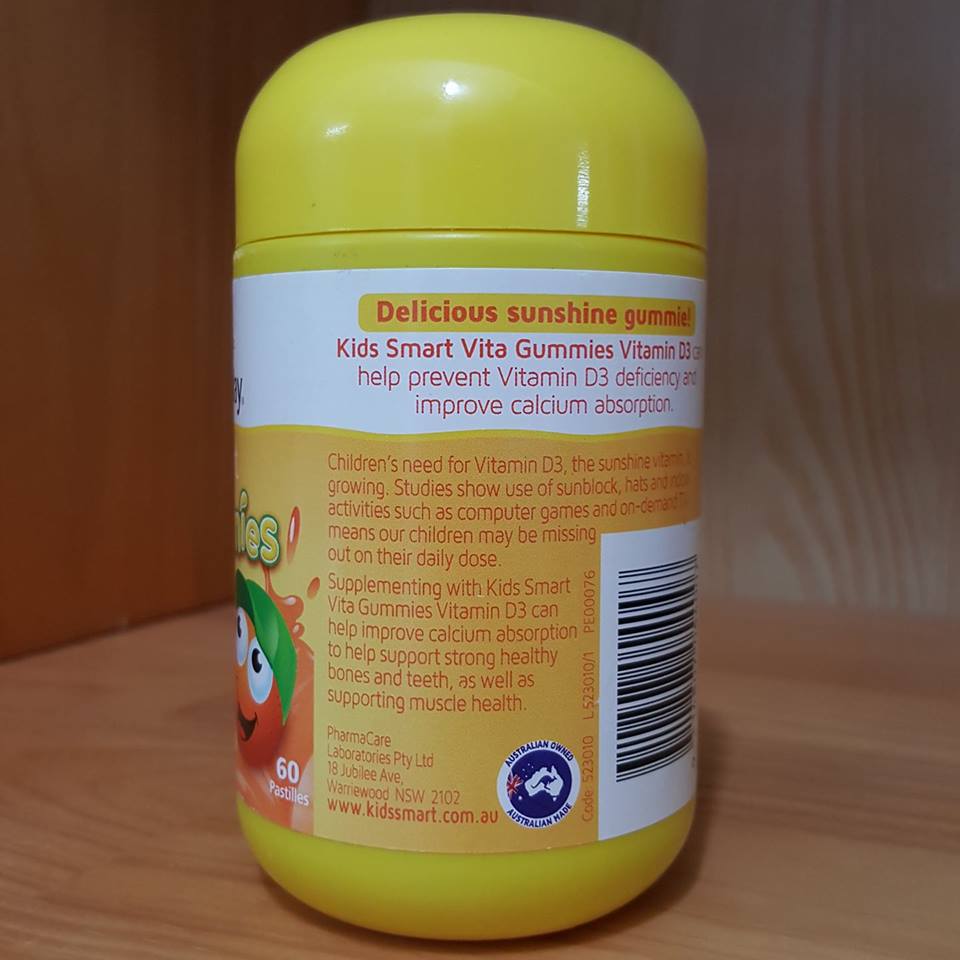 Delicious sunshine gummie!
Kids Smart Vita Gummies Vitamin D3
help prevent Vitamin D3 deficiency and
improve calcium absorption.
Children's need for Vitamin D3, the sunshine vitamin,
growing. Studies show use of sunblock, hats and indoor
activities such as computer games and on-demand
means our children may be missing
out on their daily dose.
Supplementing with Kids Smart
Vita Gummies Vitamin D3 can
help improve calcium absorption
to help support strong healthy
bones and teeth, as well as
supporting muscle health.
PharmaCare
Laboratories Pty Ltd
18 Jubilee Ave,
Warriewood NSW 2102
www.kidssmart.com.au
AUSTRALIAN OWNED
AUSTRALIAN MADE
Code: 523010 L523010/1 PE00076
60
Pastilles